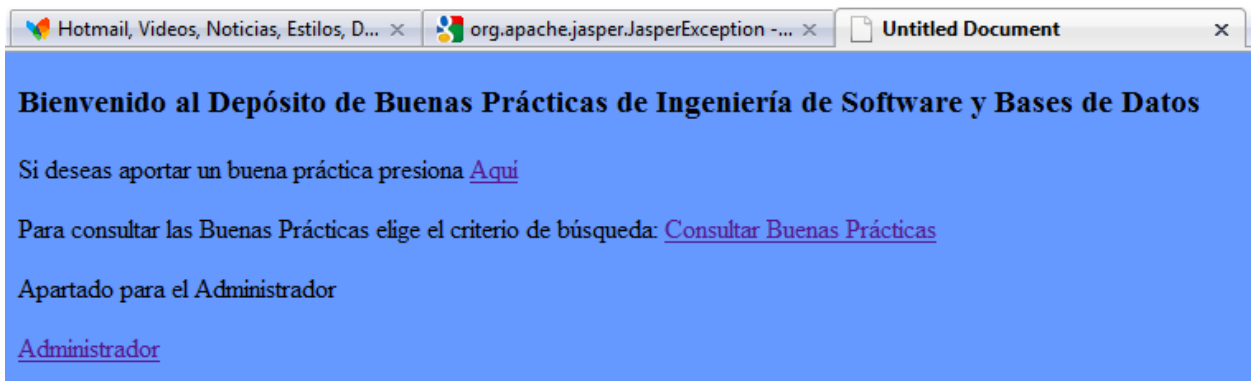 Hotmail, Videos, Noticias, Estilos, D... × org.apache.jasper.JasperException -... × Untitled Document ×
Bienvenido al Depósito de Buenas Prácticas de Ingeniería de Software y Bases de Datos
Si deseas aportar un buena práctica presiona Aquí
Para consultar las Buenas Prácticas elige el criterio de búsqueda: Consultar Buenas Prácticas
Apartado para el Administrador
Administrador